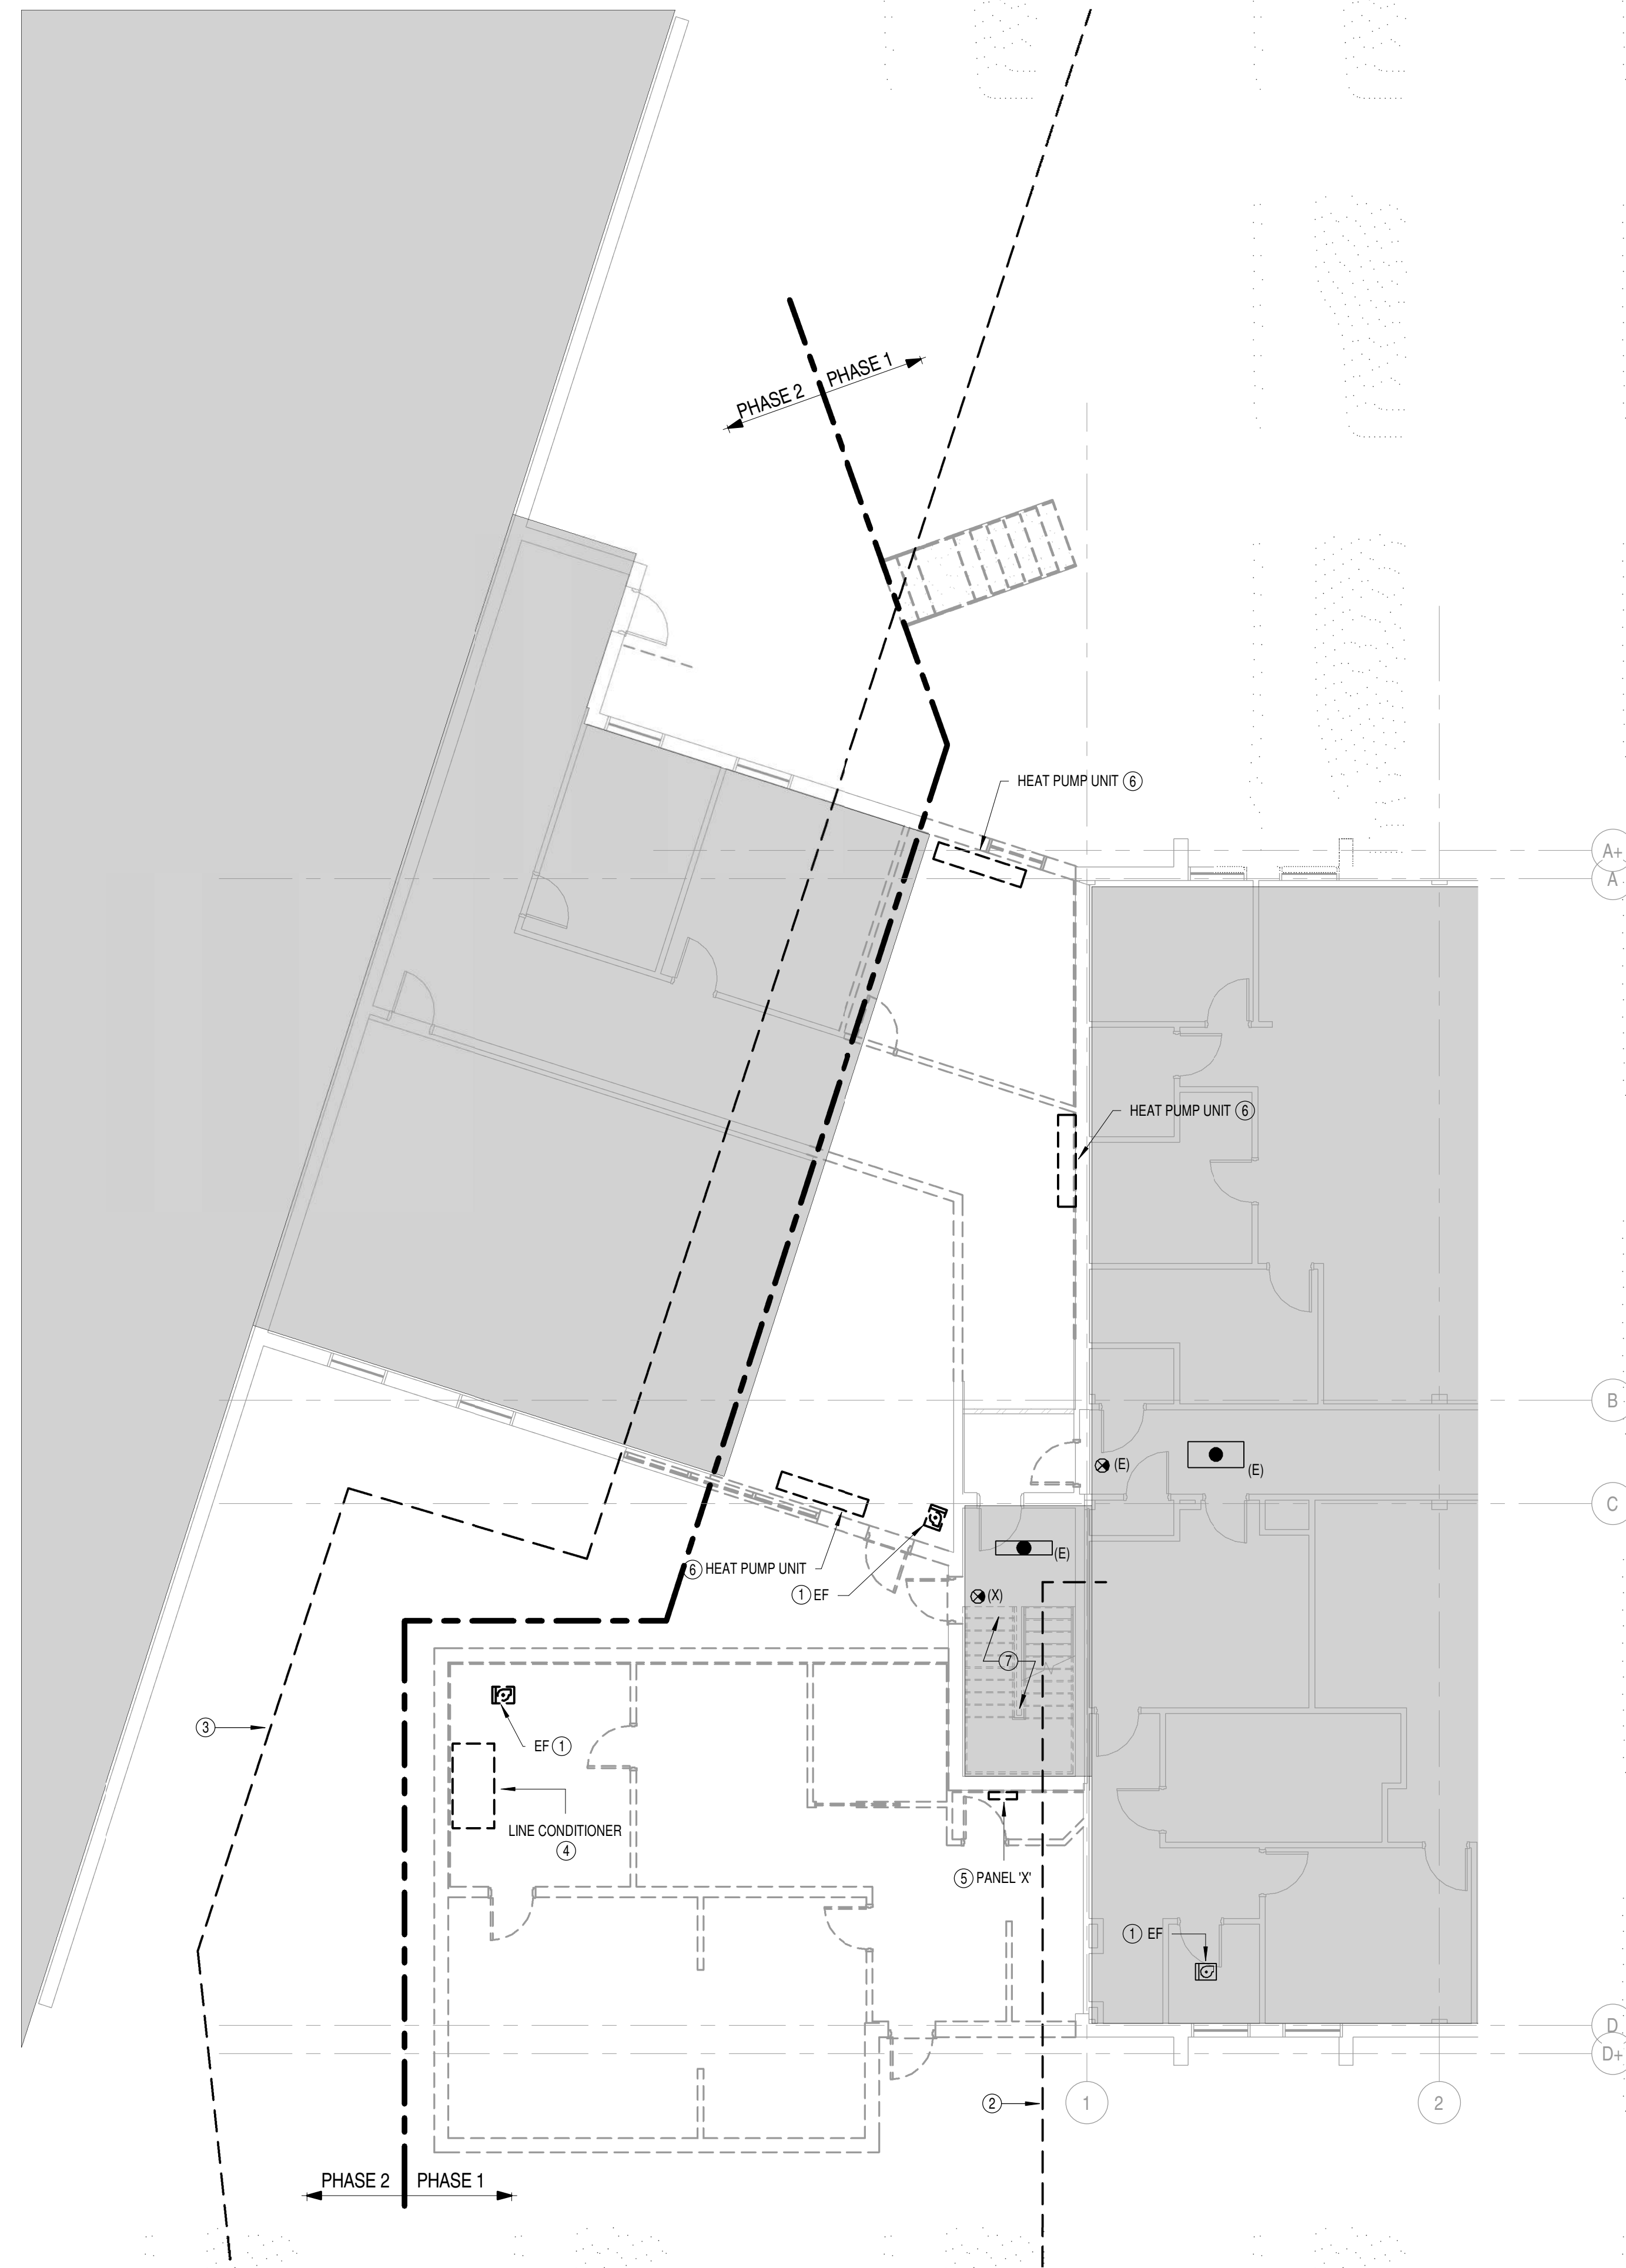 PHASE 2 PHASE 1
HEAT PUMP UNIT 6
A+
A
HEAT PUMP UNIT 6
B
(E)
(E)
C
(E)
6 HEAT PUMP UNIT
1 EF
(X)
7
3
EF 1
LINE CONDITIONER
4
5 PANEL 'X'
1 EF
D
D+
2
1
2
PHASE 2 PHASE 1